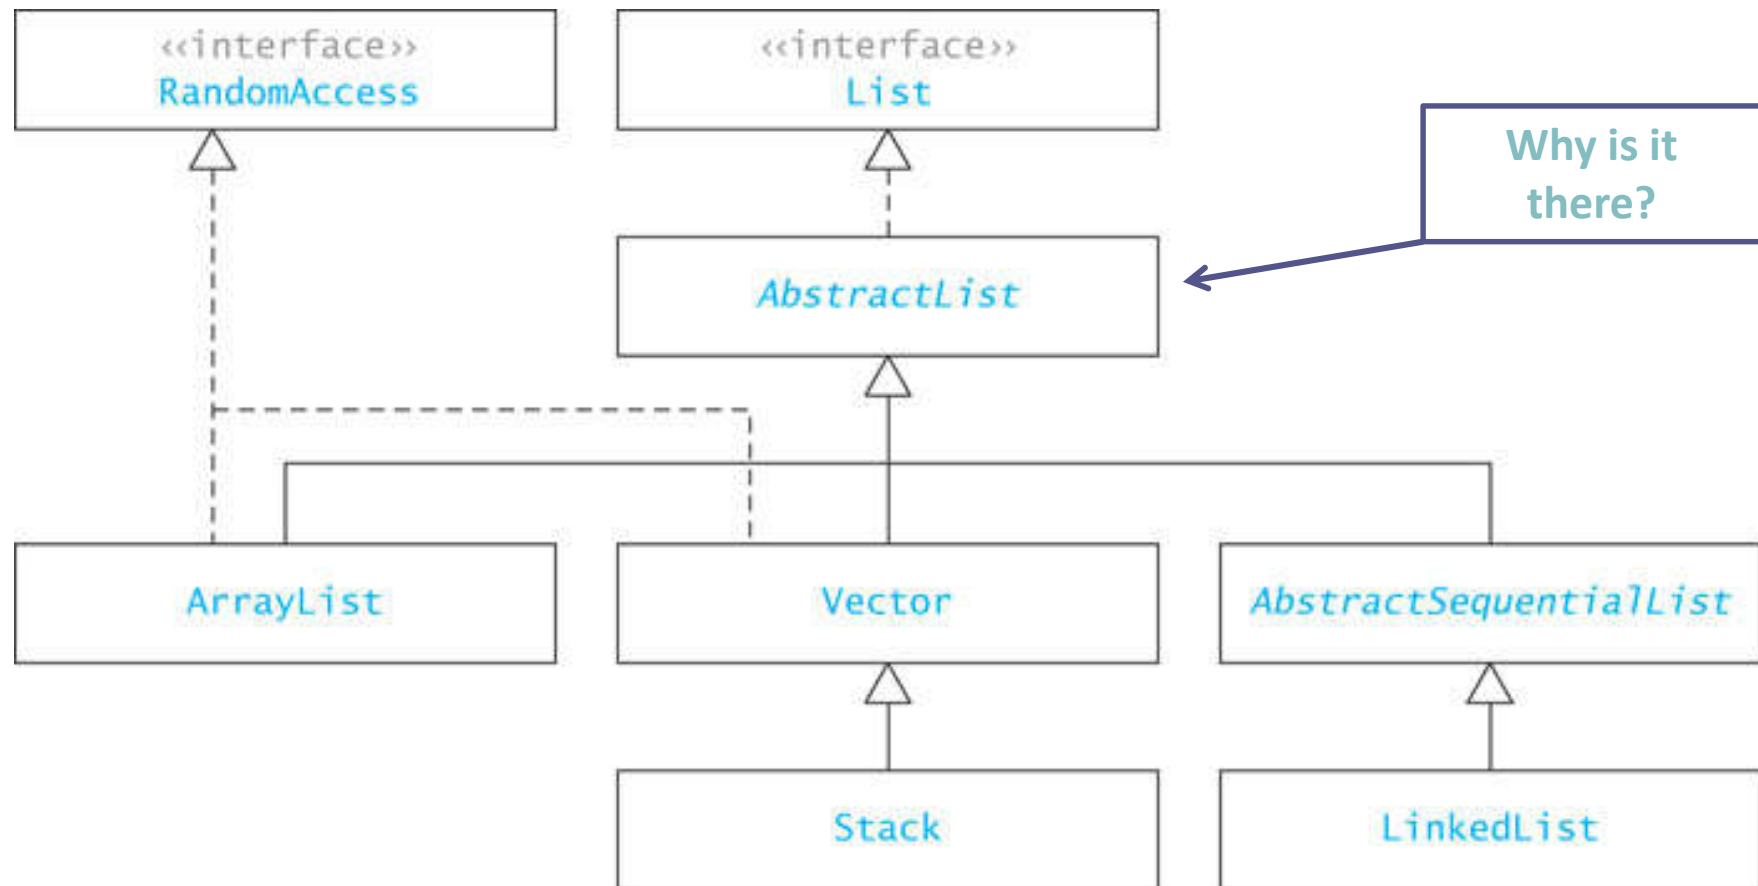 ‹‹interface››
RandomAccess
‹‹interface››
List
Why is it
there?
AbstractList
ArrayList
Vector
AbstractSequentialList
Stack
LinkedList